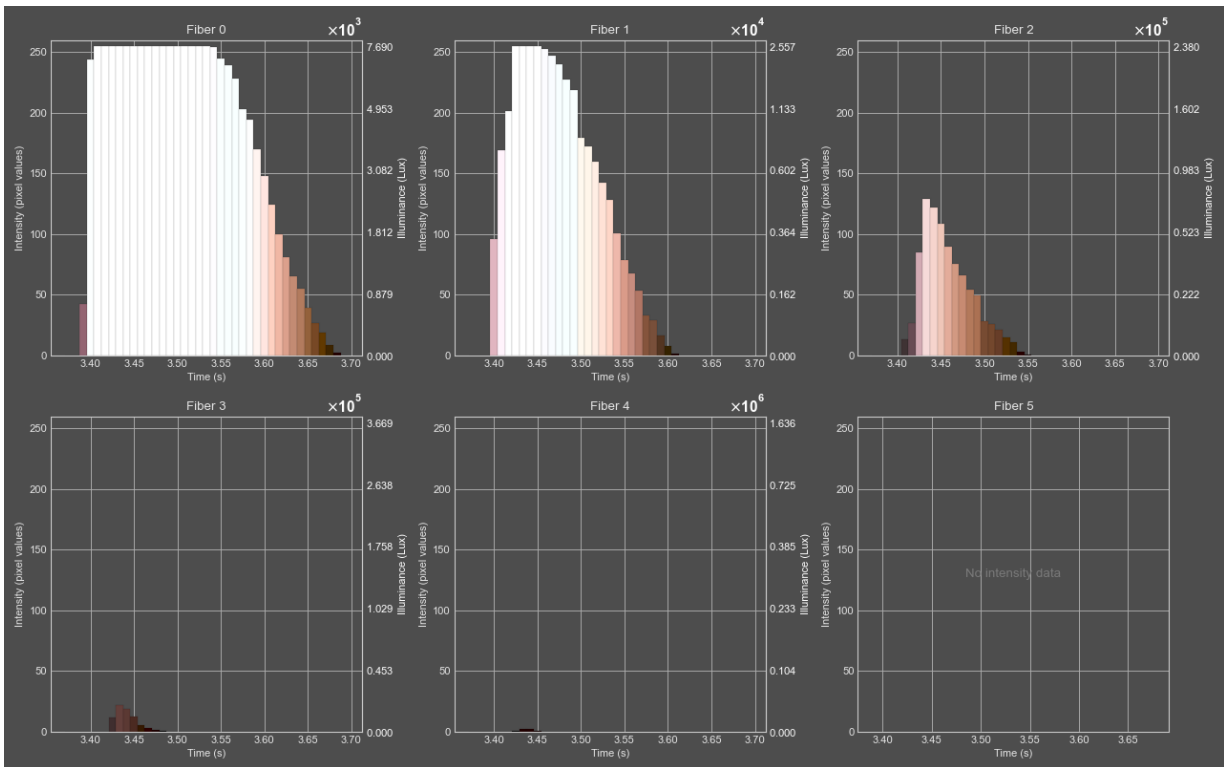 Fiber 0
×10³
250
200
150
100
50
0
Intensity (pixel values)
7.690
4.953
3.082
1.812
0.879
0.000
Illuminance (Lux)
3.40 3.45 3.50 3.55 3.60 3.65 3.70
Time (s)
Fiber 1
×10⁴
250
200
150
100
50
0
Intensity (pixel values)
2.557
1.133
0.602
0.364
0.162
0.000
Illuminance (Lux)
3.40 3.45 3.50 3.55 3.60 3.65 3.70
Time (s)
Fiber 2
×10⁵
250
200
150
100
50
0
Intensity (pixel values)
2.380
1.602
0.983
0.523
0.222
0.000
Illuminance (Lux)
3.40 3.45 3.50 3.55 3.60 3.65 3.70
Time (s)
Fiber 3
×10⁵
250
200
150
100
50
0
Intensity (pixel values)
3.669
2.638
1.758
1.029
0.453
0.000
Illuminance (Lux)
3.40 3.45 3.50 3.55 3.60 3.65 3.70
Time (s)
Fiber 4
×10⁶
250
200
150
100
50
0
Intensity (pixel values)
1.636
0.725
0.385
0.233
0.104
0.000
Illuminance (Lux)
3.40 3.45 3.50 3.55 3.60 3.65 3.70
Time (s)
Fiber 5
250
200
150
100
50
0
Intensity (pixel values)
No intensity data
3.40 3.45 3.50 3.55 3.60 3.65
Time (s)